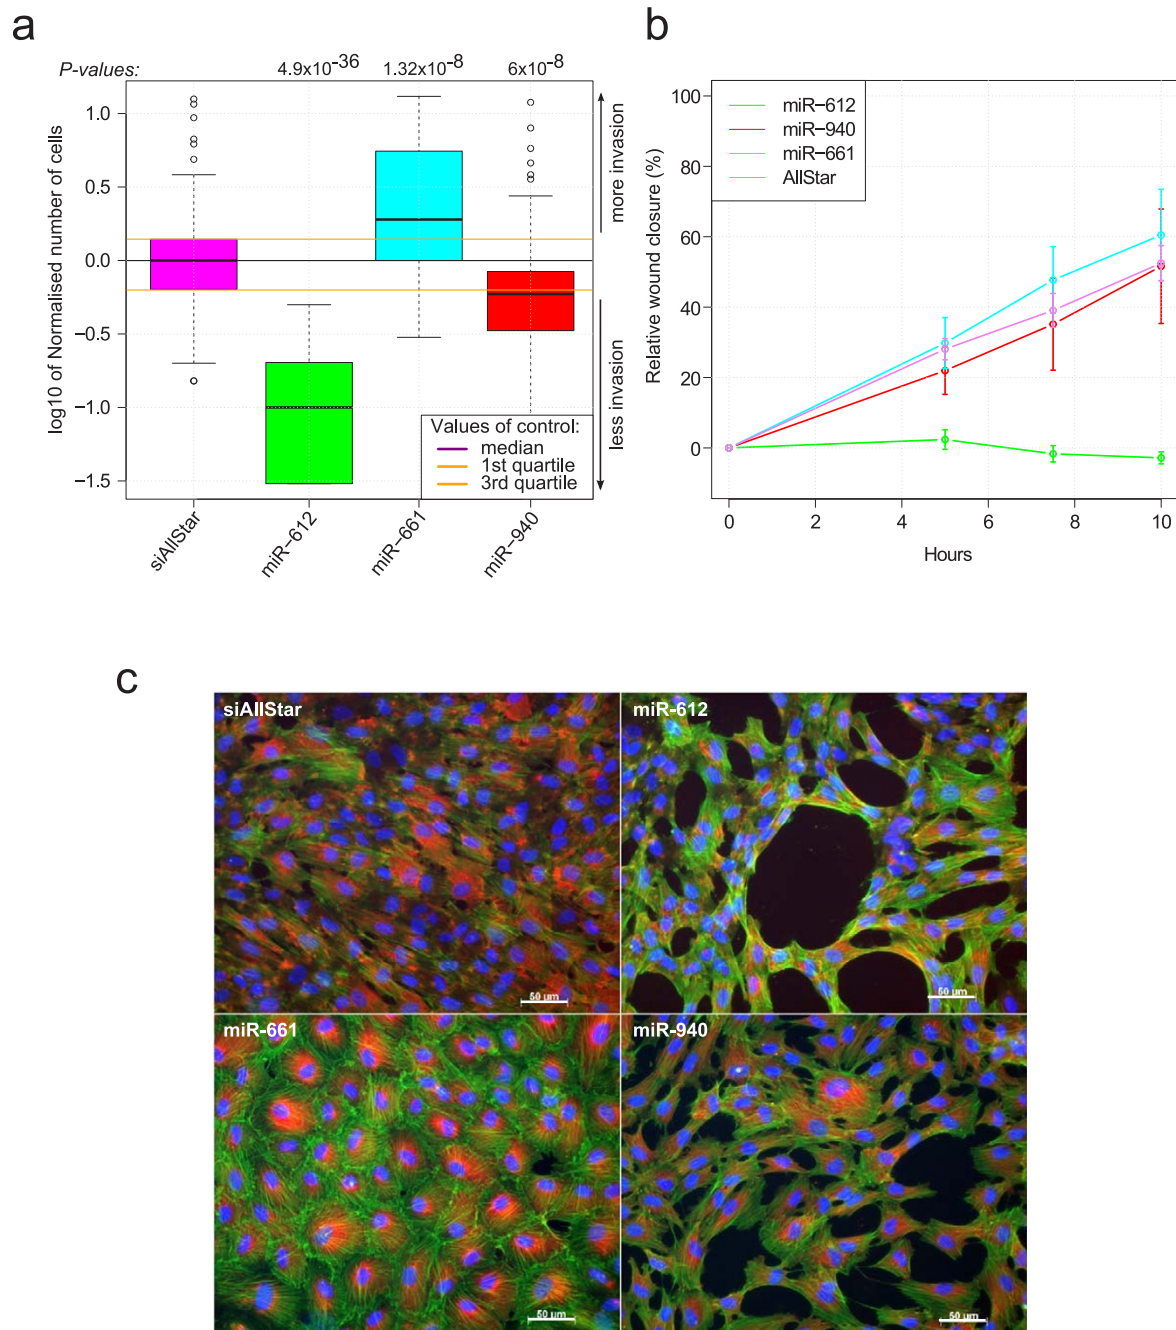 a
P-values:
4.9x10-36
1.32x10-8
6x10-8
log10 of Normalised number of cells
1.0
0.5
0.0
−0.5
−1.0
−1.5
more invasion
less invasion
Values of control:
median
1st quartile
3rd quartile
siAllStar
miR−612
miR−661
miR−940
b
Relative wound closure (%)
100
80
60
40
20
0
miR−612
miR−940
miR−661
AllStar
0 2 4 6 8 10
Hours
c
siAllStar
50 µm
miR-612
50 µm
miR-661
50 µm
miR-940
50 µm